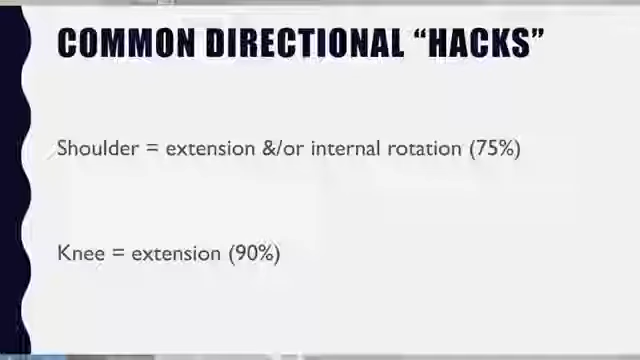 COMMON DIRECTIONAL “HACKS”
Shoulder = extension &/or internal rotation (75%)
Knee = extension (90%)